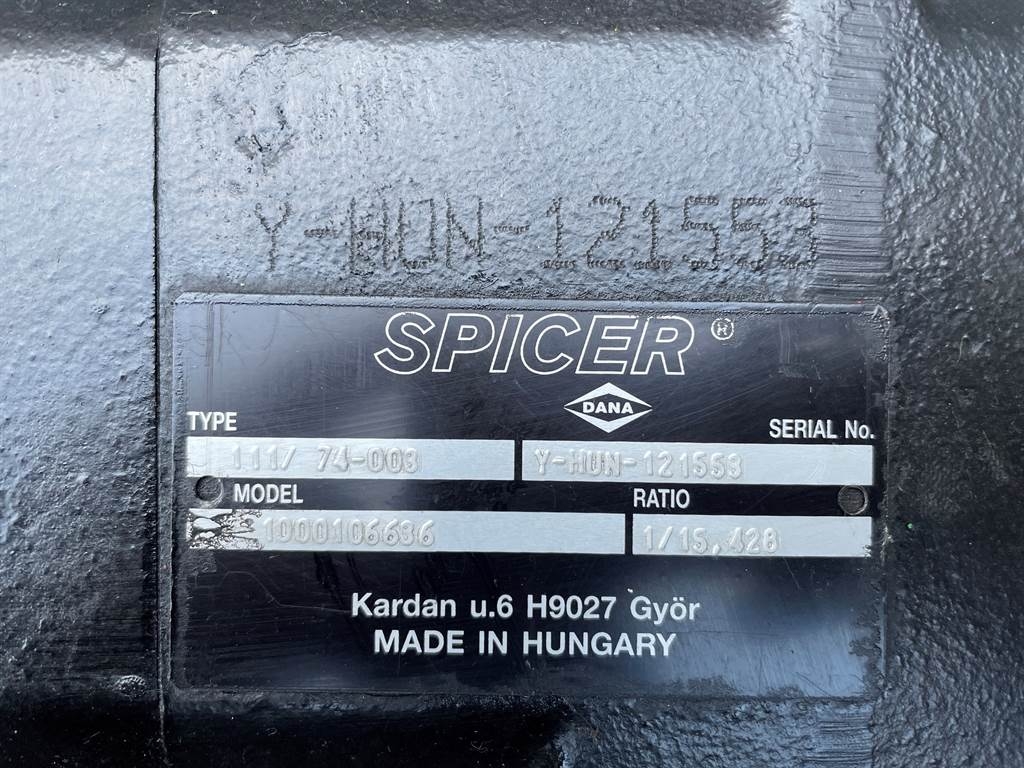 Y-HUN-121553
SPICER®
DANA
TYPE SERIAL No.
111/ 74-003 Y-HUN-121553
MODEL RATIO
1000106636 1/15,428
Kardan u.6 H9027 Györ
MADE IN HUNGARY